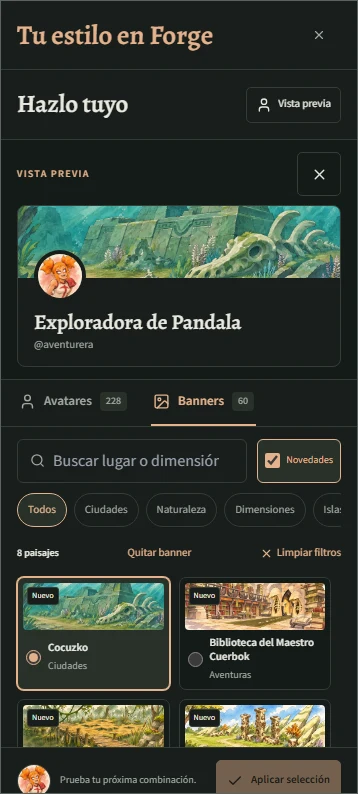 Tu estilo en Forge
Hazlo tuyo
Vista previa
VISTA PREVIA
Exploradora de Pandala
@aventurera
Avatares 228
Banners 60
Buscar lugar o dimensiór
Novedades
Todos
Ciudades
Naturaleza
Dimensiones
Islas
8 paisajes
Quitar banner
Limpiar filtros
Nuevo
Cocuzko
Ciudades
Nuevo
Biblioteca del Maestro
Cuerbok
Aventuras
Nuevo
Nuevo
Prueba tu próxima combinación.
Aplicar selección